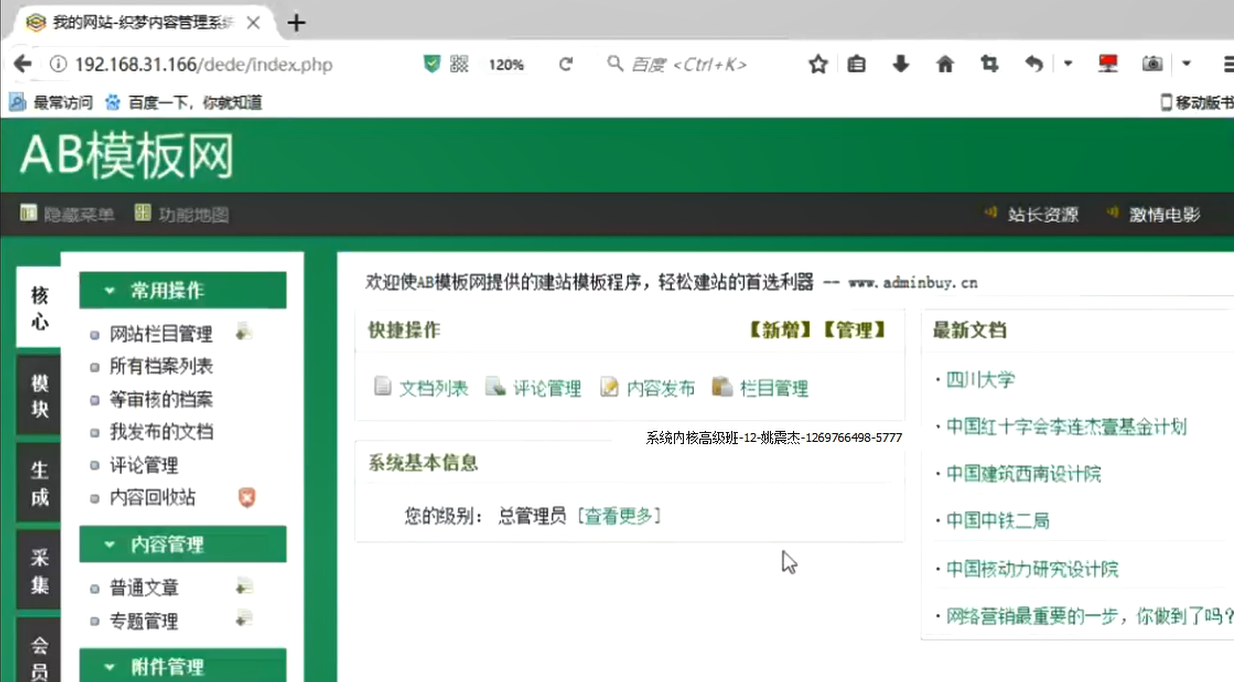 我的网站-织梦内容管理系统
192.168.31.166/dede/index.php
120%
百度 <Ctrl+K>
最常访问
百度一下，你就知道
移动版书
AB模板网
隐藏菜单
功能地图
站长资源
激情电影
核心
模块
生成
采集
会员
常用操作
网站栏目管理
所有档案列表
等审核的档案
我发布的文档
评论管理
内容回收站
内容管理
普通文章
专题管理
附件管理
欢迎使AB模板网提供的建站模板程序，轻松建站的首选利器 -- www.adminbuy.cn
快捷操作
【新增】【管理】
文档列表
评论管理
内容发布
栏目管理
系统内核高级班-12-姚震杰-1269766498-5777
系统基本信息
您的级别： 总管理员 [查看更多]
最新文档
· 四川大学
· 中国红十字会李连杰壹基金计划
· 中国建筑西南设计院
· 中国中铁二局
· 中国核动力研究设计院
· 网络营销最重要的一步，你做到了吗?